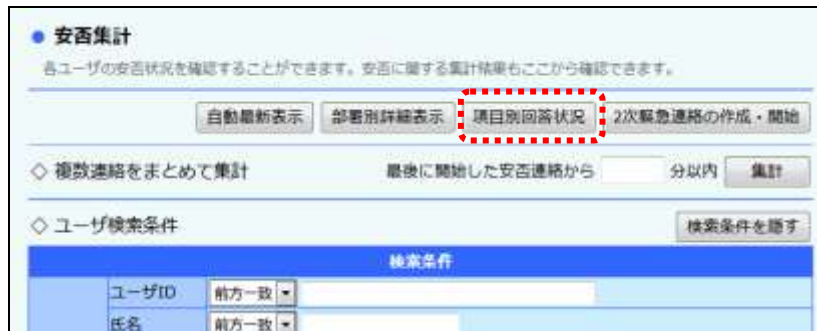 ● 安否集計
各ユーザの安否状況を確認することができます。安否に関する集計結果もここから確認できます。
自動最新表示 部署別詳細表示 項目別回答状況 2次緊急連絡の作成・開始
◇ 複数連絡をまとめて集計 最後に開始した安否連絡から 分以内 集計
◇ ユーザ検索条件 検索条件を隠す
検索条件
ユーザID 前方一致
氏名 前方一致